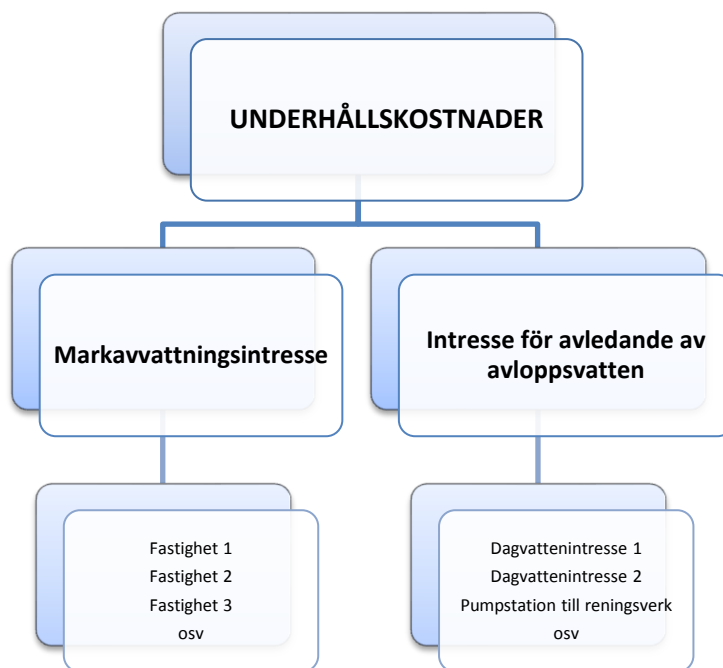 UNDERHÅLLSKOSTNADER
Markavvattningsintresse
Intresse för avledande av
avloppsvatten
Fastighet 1
Fastighet 2
Fastighet 3
osv
Dagvattenintresse 1
Dagvattenintresse 2
Pumpstation till reningsverk
osv